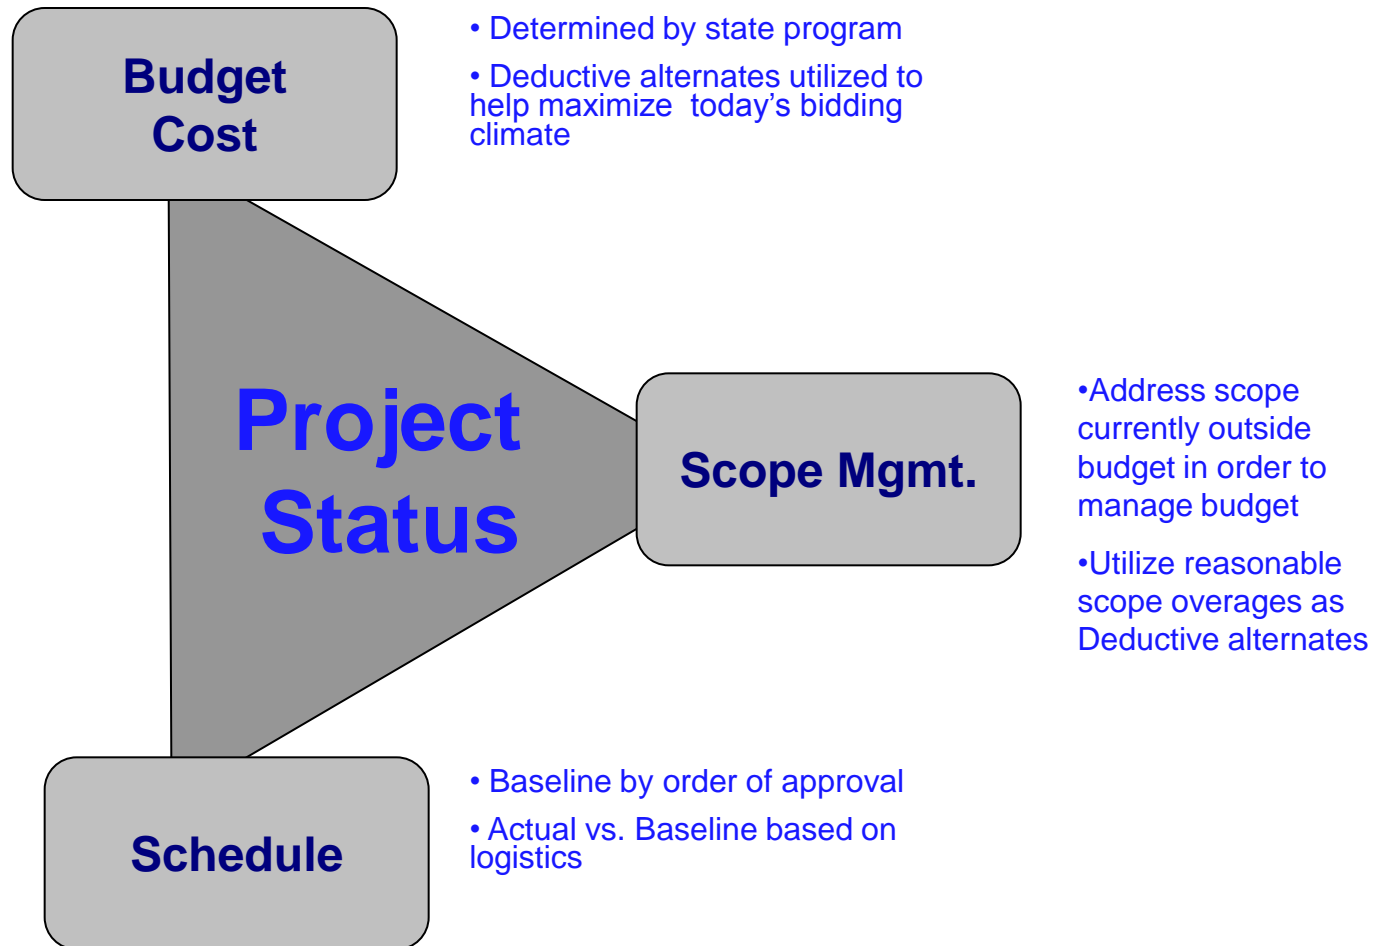 Budget
Cost
• Determined by state program
• Deductive alternates utilized to
help maximize  today’s bidding
climate
Project
Status
Scope Mgmt.
•Address scope
currently outside
budget in order to
manage budget
•Utilize reasonable
scope overages as
Deductive alternates
Schedule
• Baseline by order of approval
• Actual vs. Baseline based on
logistics